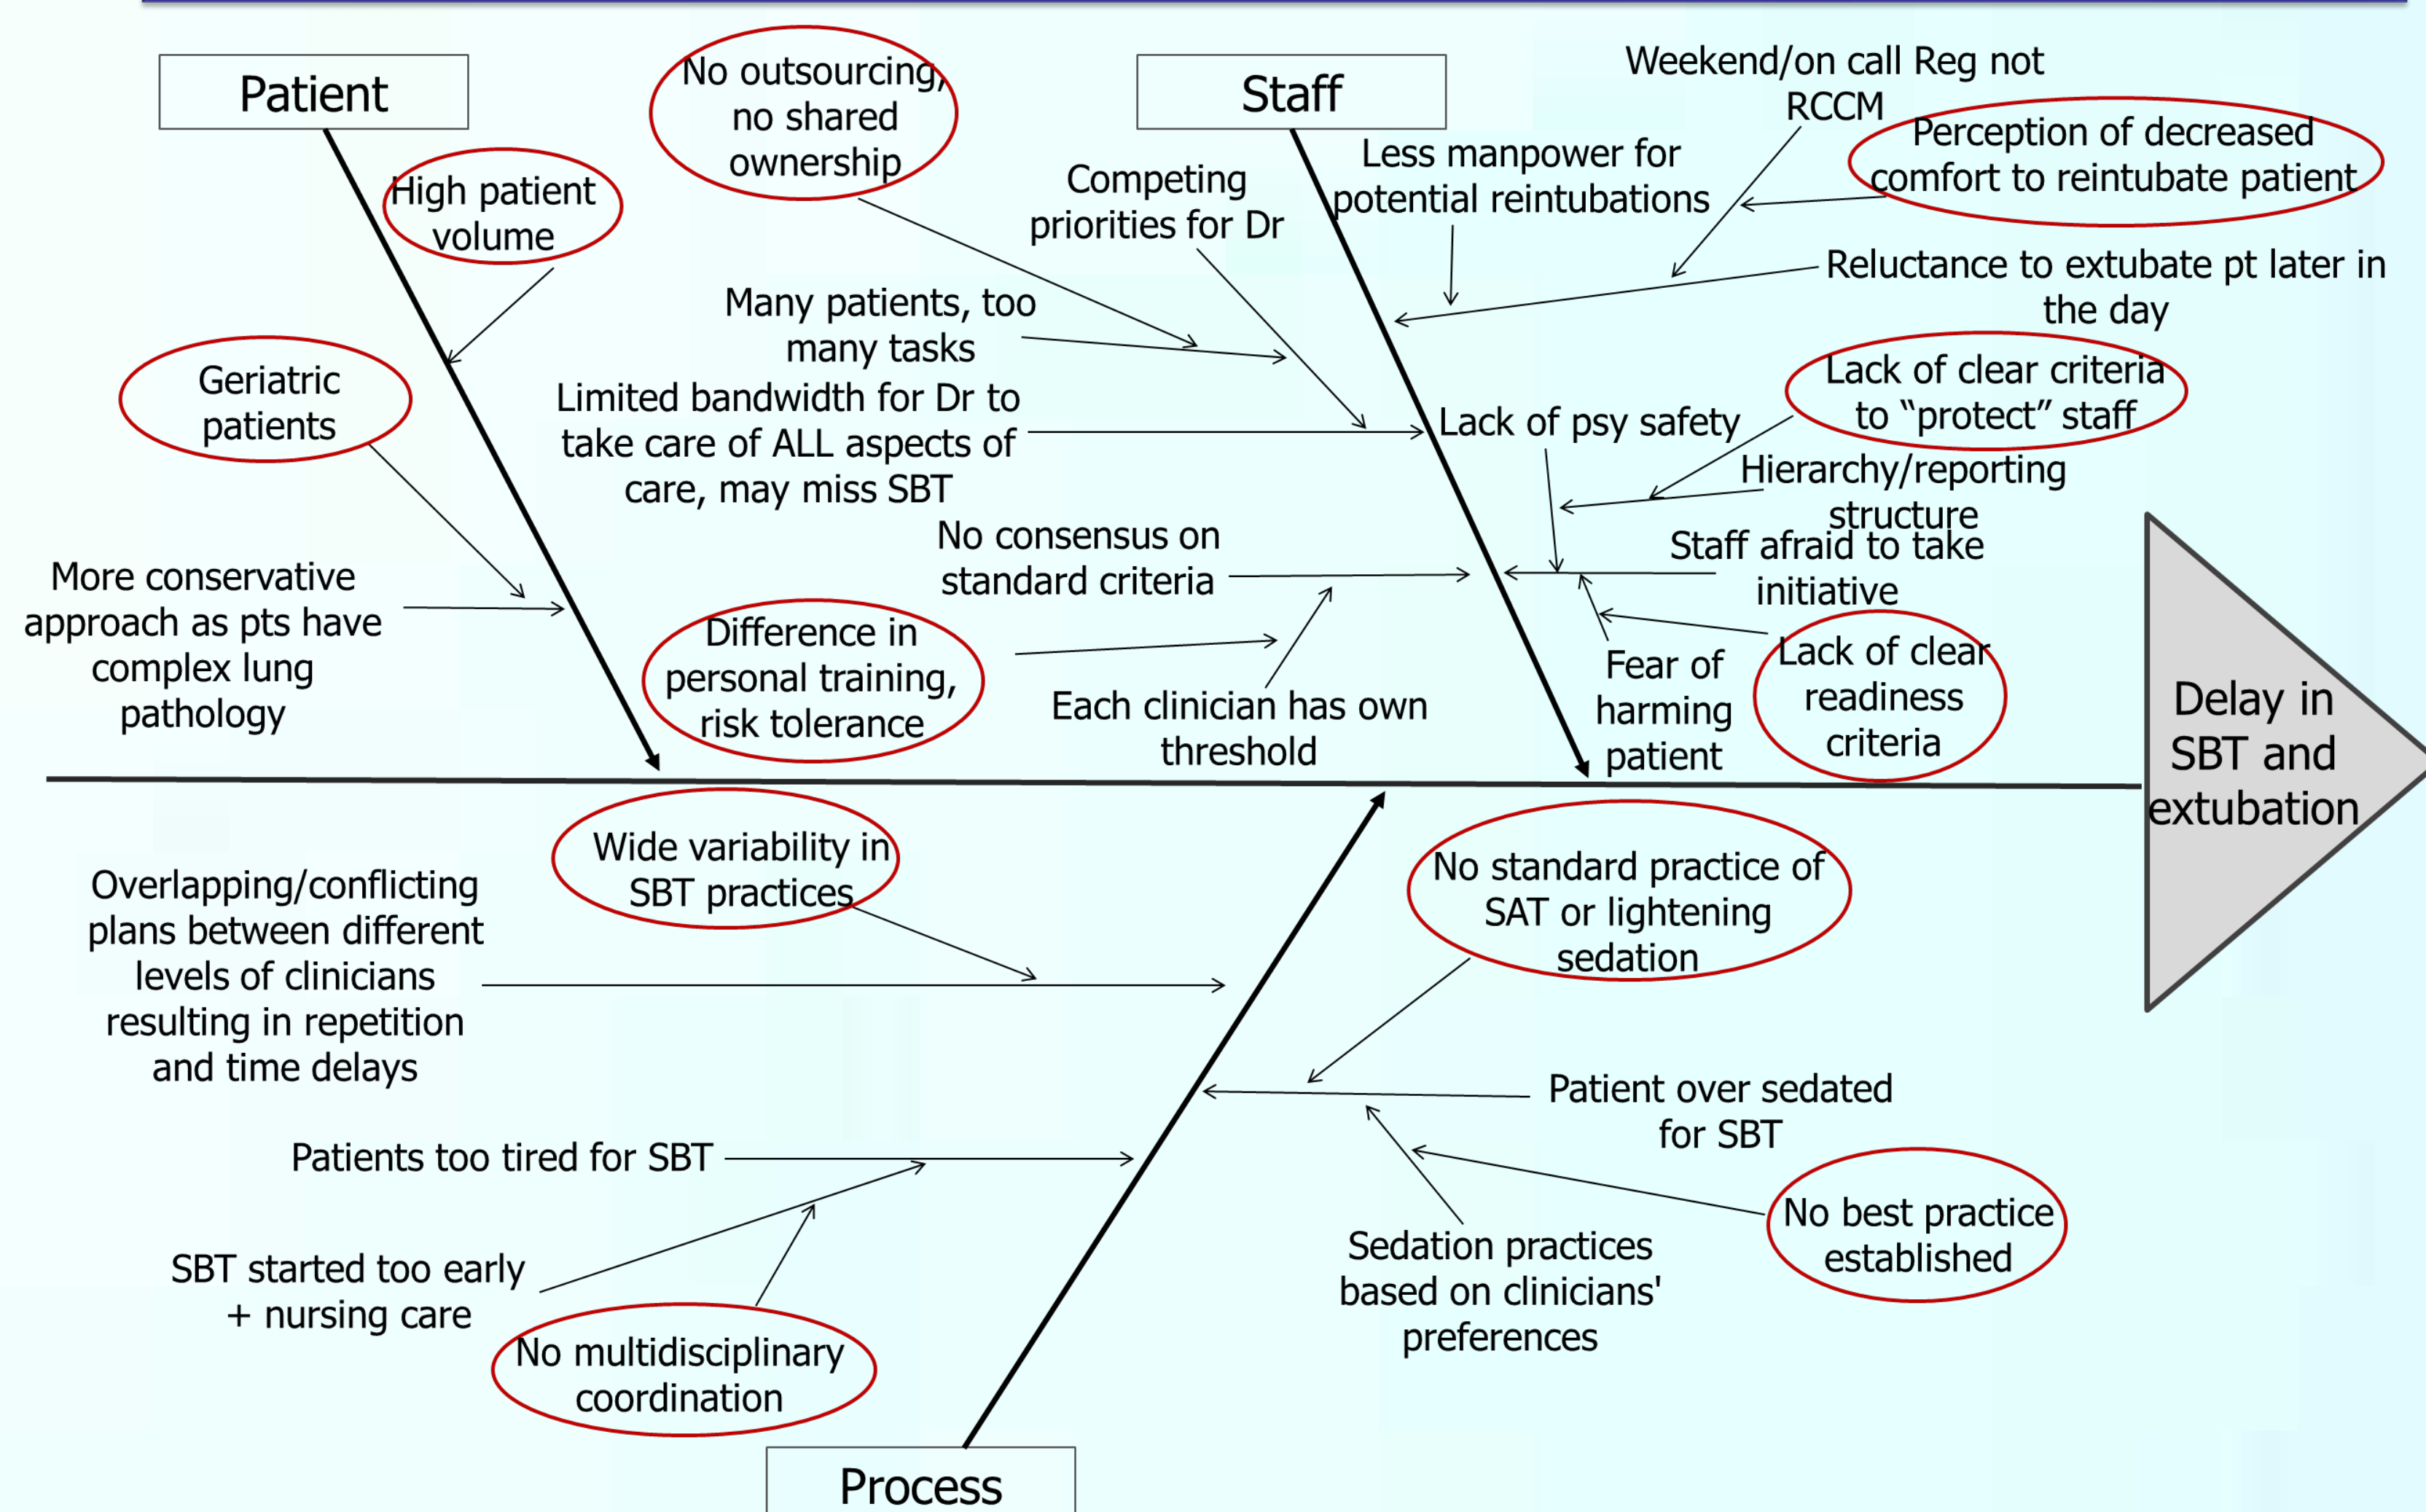 Patient
No outsourcing,
no shared
ownership
Staff
Weekend/on call Reg not
RCCM
Perception of decreased
comfort to reintubate patient
High patient
volume
Competing
priorities for Dr
Less manpower for
potential reintubations
Reluctance to extubate pt later in
the day
Many patients, too
many tasks
Geriatric
patients
Limited bandwidth for Dr to
take care of ALL aspects of
care, may miss SBT
Lack of psy safety
Lack of clear criteria
to “protect” staff
Hierarchy/reporting
structure
No consensus on
standard criteria
Staff afraid to take
initiative
More conservative
approach as pts have
complex lung
pathology
Difference in
personal training,
risk tolerance
Each clinician has own
threshold
Fear of
harming
patient
Lack of clear
readiness
criteria
Delay in
SBT and
extubation
Wide variability in
SBT practices
Overlapping/conflicting
plans between different
levels of clinicians
resulting in repetition
and time delays
No standard practice of
SAT or lightening
sedation
Patient over sedated
for SBT
Patients too tired for SBT
SBT started too early
+ nursing care
No best practice
established
Sedation practices
based on clinicians'
preferences
No multidisciplinary
coordination
Process